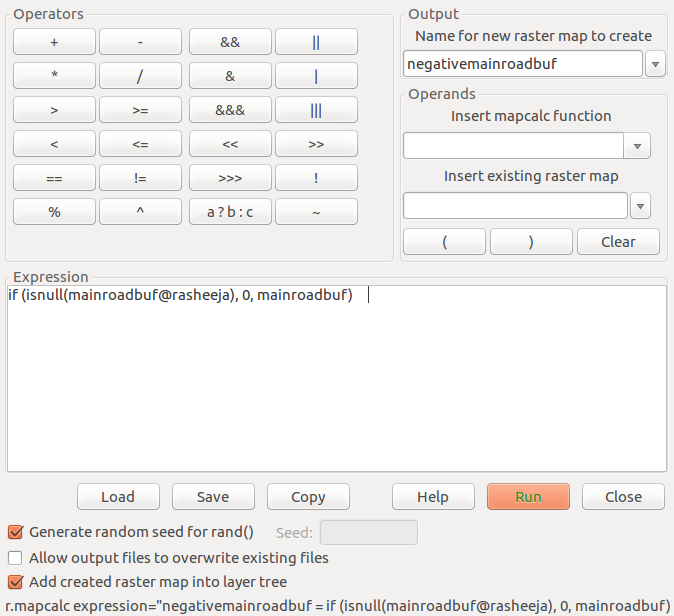 Operators
+ - && ||
* / & |
> >= &&& |||
< <= << >>
== != >>> !
% ^ a?b:c ~
Output
Name for new raster map to create
negativemainroadbuf
Operands
Insert mapcalc function
Insert existing raster map
( ) Clear
Expression
if (isnull(mainroadbuf@rasheeja), 0, mainroadbuf)
Load Save Copy Help Run Close
Generate random seed for rand() Seed:
Allow output files to overwrite existing files
Add created raster map into layer tree
r.mapcalc expression="negativemainroadbuf = if (isnull(mainroadbuf@rasheeja), 0, mainroadbuf)